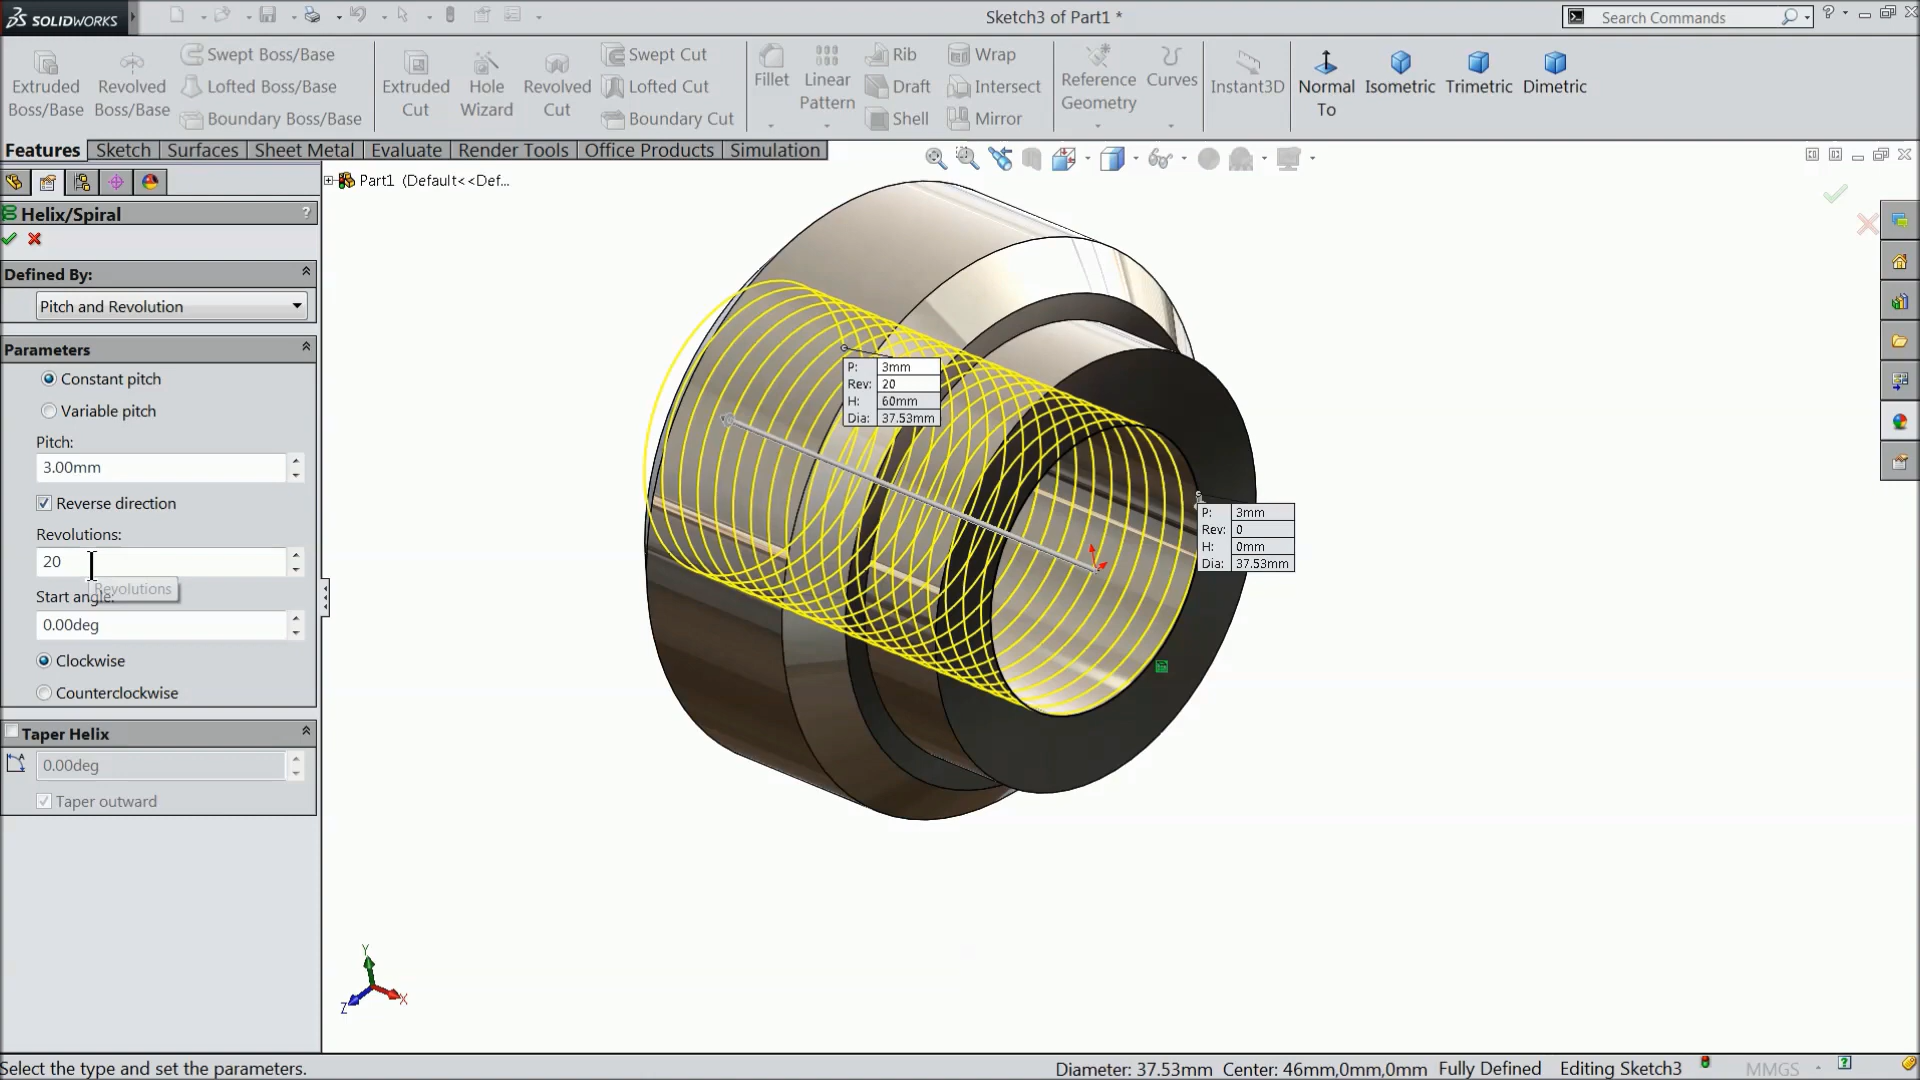 SOLIDWORKS
Sketch3 of Part1 *
Search Commands
Extruded Boss/Base
Revolved Boss/Base
Swept Boss/Base
Lofted Boss/Base
Boundary Boss/Base
Extruded Cut
Hole Wizard
Revolved Cut
Swept Cut
Lofted Cut
Boundary Cut
Fillet
Linear Pattern
Rib
Draft
Shell
Wrap
Intersect
Mirror
Reference Geometry
Curves
Instant3D
Normal To
Isometric
Trimetric
Dimetric
Features
Sketch
Surfaces
Sheet Metal
Evaluate
Render Tools
Office Products
Simulation
Part1 (Default<<Def...
Helix/Spiral
?
Defined By:
Pitch and Revolution
Parameters
Constant pitch
Variable pitch
Pitch:
3.00mm
Reverse direction
Revolutions:
20
Revolutions
Start angle:
0.00deg
Clockwise
Counterclockwise
Taper Helix
0.00deg
Taper outward
P: 3mm
Rev: 20
H: 60mm
Dia: 37.53mm
P: 3mm
Rev: 0
H: 0mm
Dia: 37.53mm
Y
X
Z
Select the type and set the parameters.
Diameter: 37.53mm Center: 46mm,0mm,0mm Fully Defined Editing Sketch3
MMGS